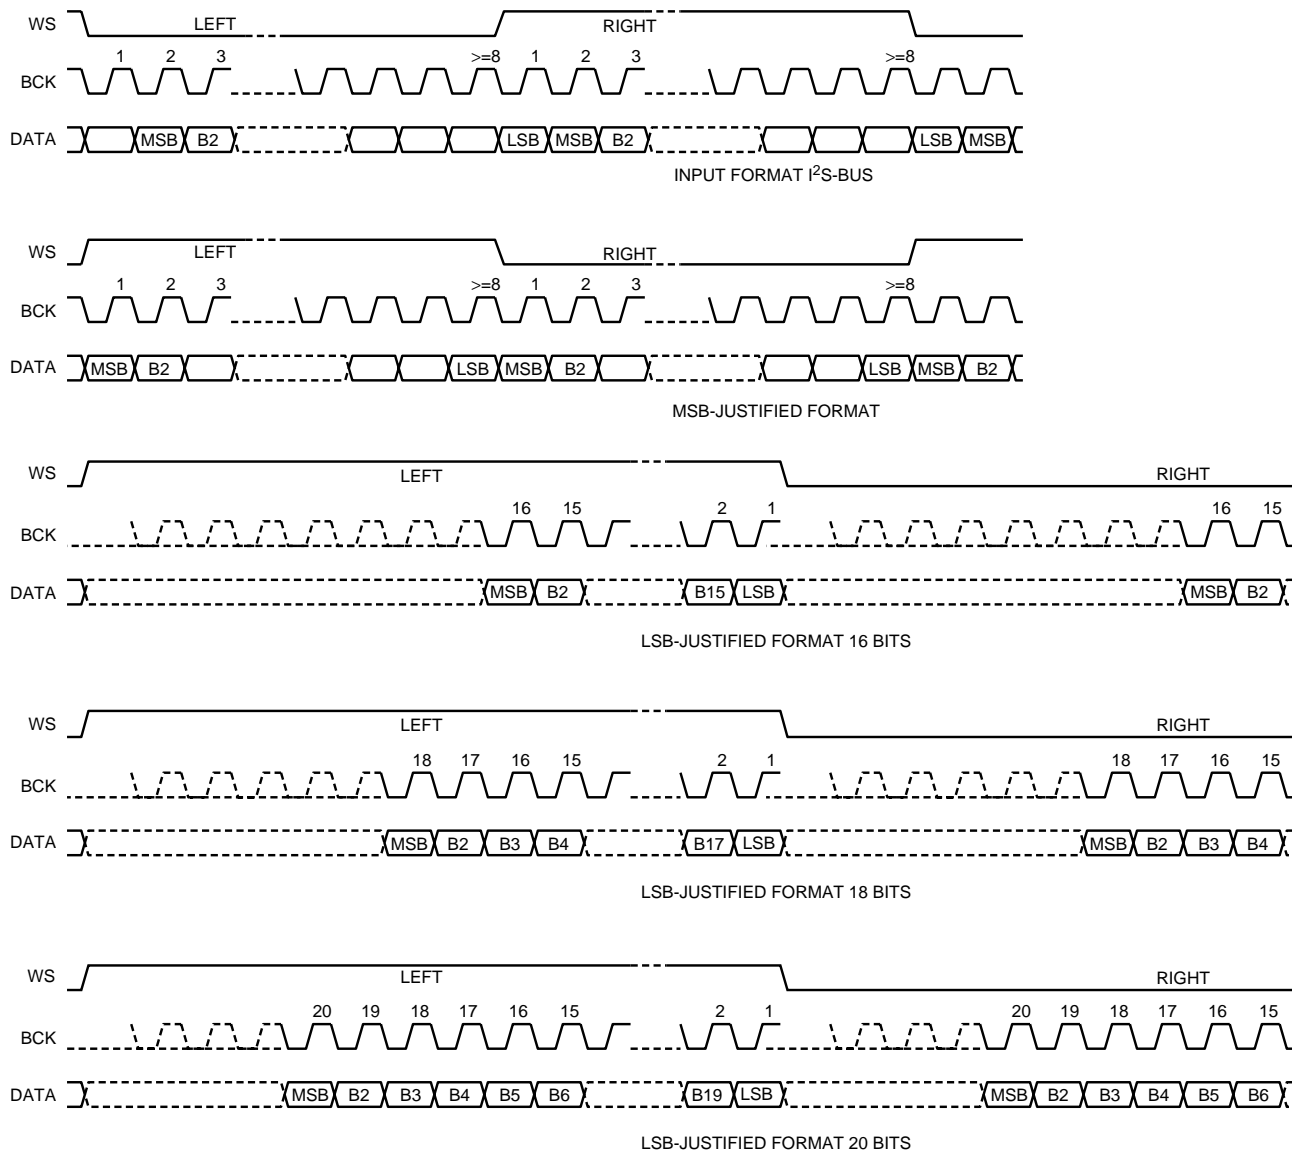 WS LEFT RIGHT
1 2 3 >=8 1 2 3 >=8
BCK
DATA MSB B2 LSB MSB B2 LSB MSB
INPUT FORMAT I²S-BUS
WS LEFT RIGHT
1 2 3 >=8 1 2 3 >=8
BCK
DATA MSB B2 LSB MSB B2 LSB MSB B2
MSB-JUSTIFIED FORMAT
WS LEFT RIGHT
16 15 2 1 16 15
BCK
DATA MSB B2 B15 LSB MSB B2
LSB-JUSTIFIED FORMAT 16 BITS
WS LEFT RIGHT
18 17 16 15 2 1 18 17 16 15
BCK
DATA MSB B2 B3 B4 B17 LSB MSB B2 B3 B4
LSB-JUSTIFIED FORMAT 18 BITS
WS LEFT RIGHT
20 19 18 17 16 15 2 1 20 19 18 17 16 15
BCK
DATA MSB B2 B3 B4 B5 B6 B19 LSB MSB B2 B3 B4 B5 B6
LSB-JUSTIFIED FORMAT 20 BITS